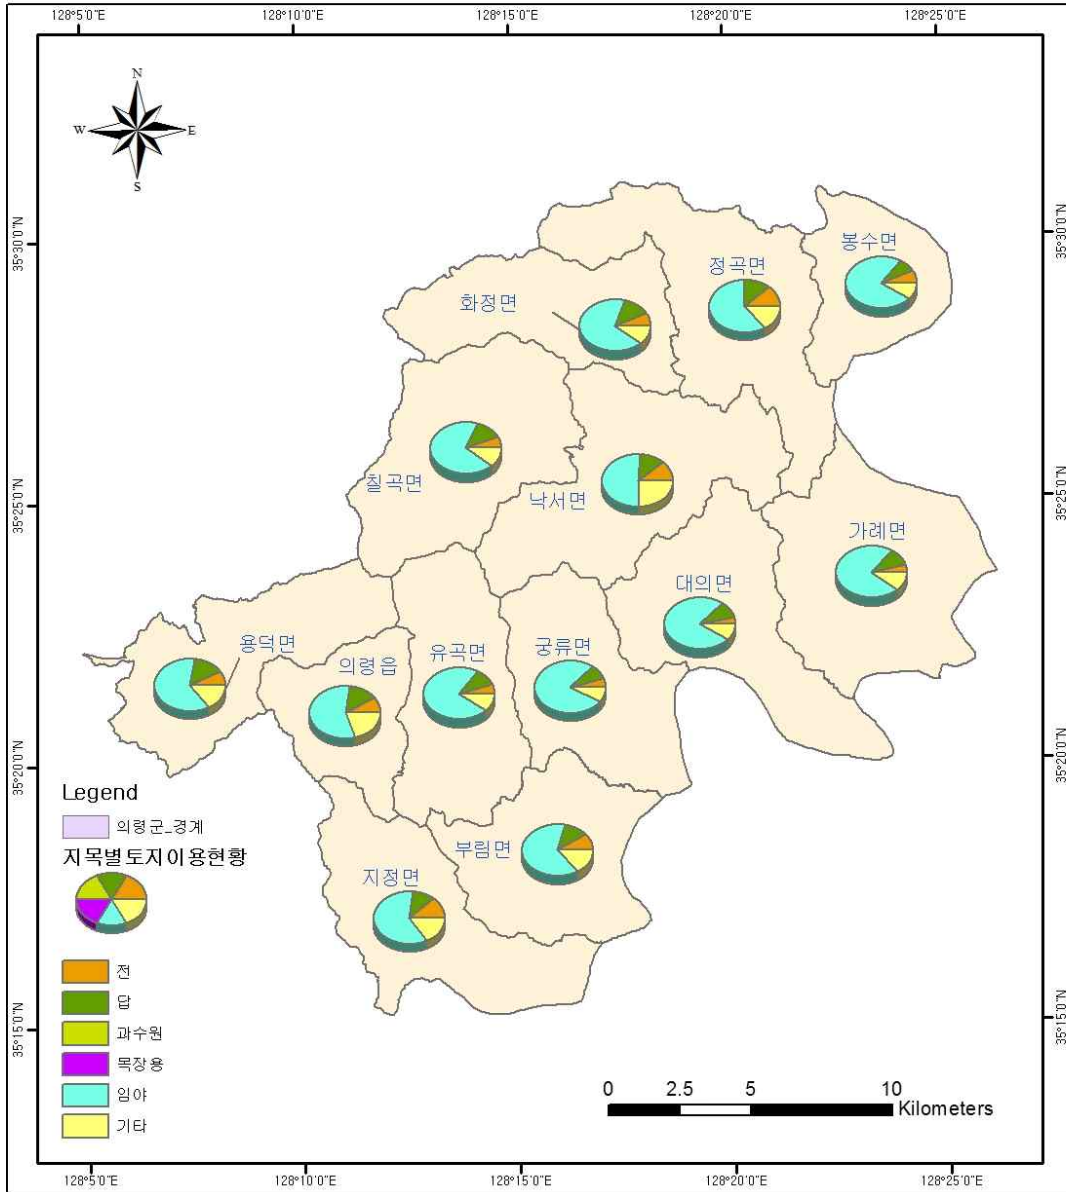 128°5'0"E 128°10'0"E 128°15'0"E 128°20'0"E 128°25'0"E
N
W E
S
35°30'0"N 35°30'0"N
봉수면
정곡면
화정면
칠곡면
낙서면
35°25'0"N 35°25'0"N
가례면
대의면
용덕면
의령읍
유곡면
궁류면
35°20'0"N 35°20'0"N
Legend
의령군_경계
지목별토지이용현황
부림면
지정면
전
답
과수원
목장용
임야
기타
35°15'0"N 35°15'0"N
0 2.5 5 10
Kilometers
128°5'0"E 128°10'0"E 128°15'0"E 128°20'0"E 128°25'0"E